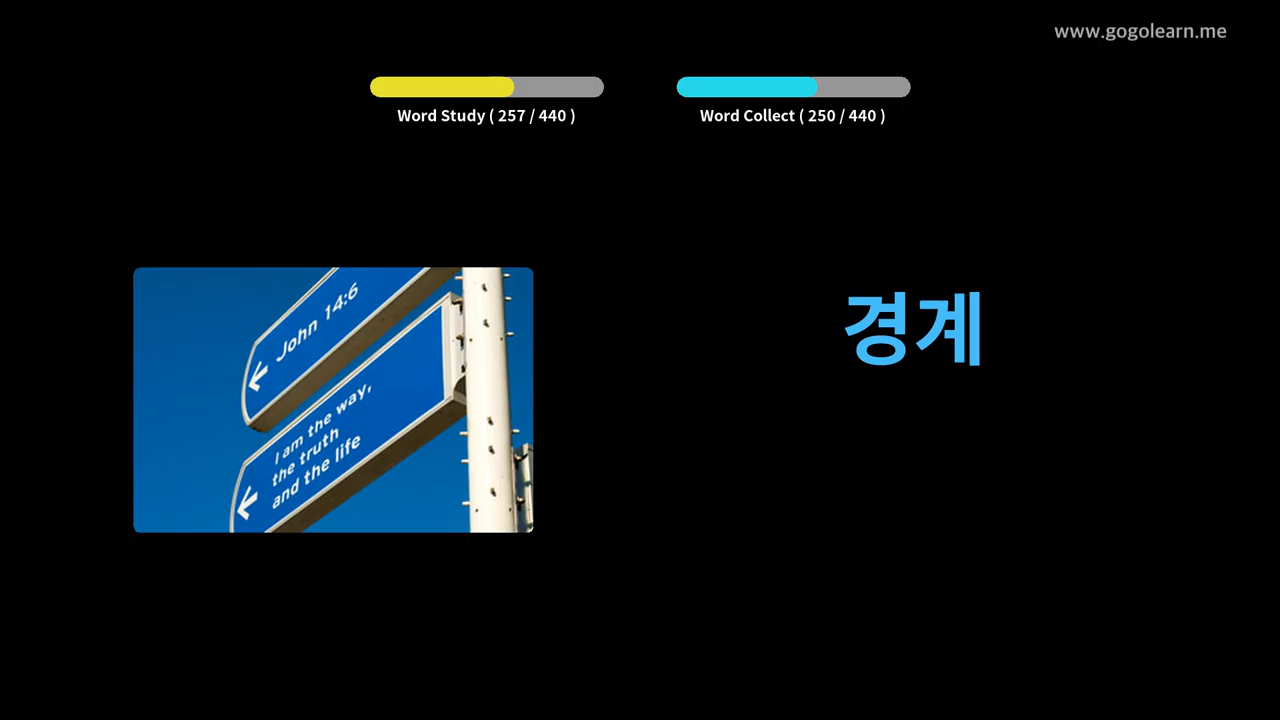 www.gogolearn.me
Word Study ( 257 / 440 )
Word Collect ( 250 / 440 )
John 14:6
I am the way,
the truth
and the life
경계